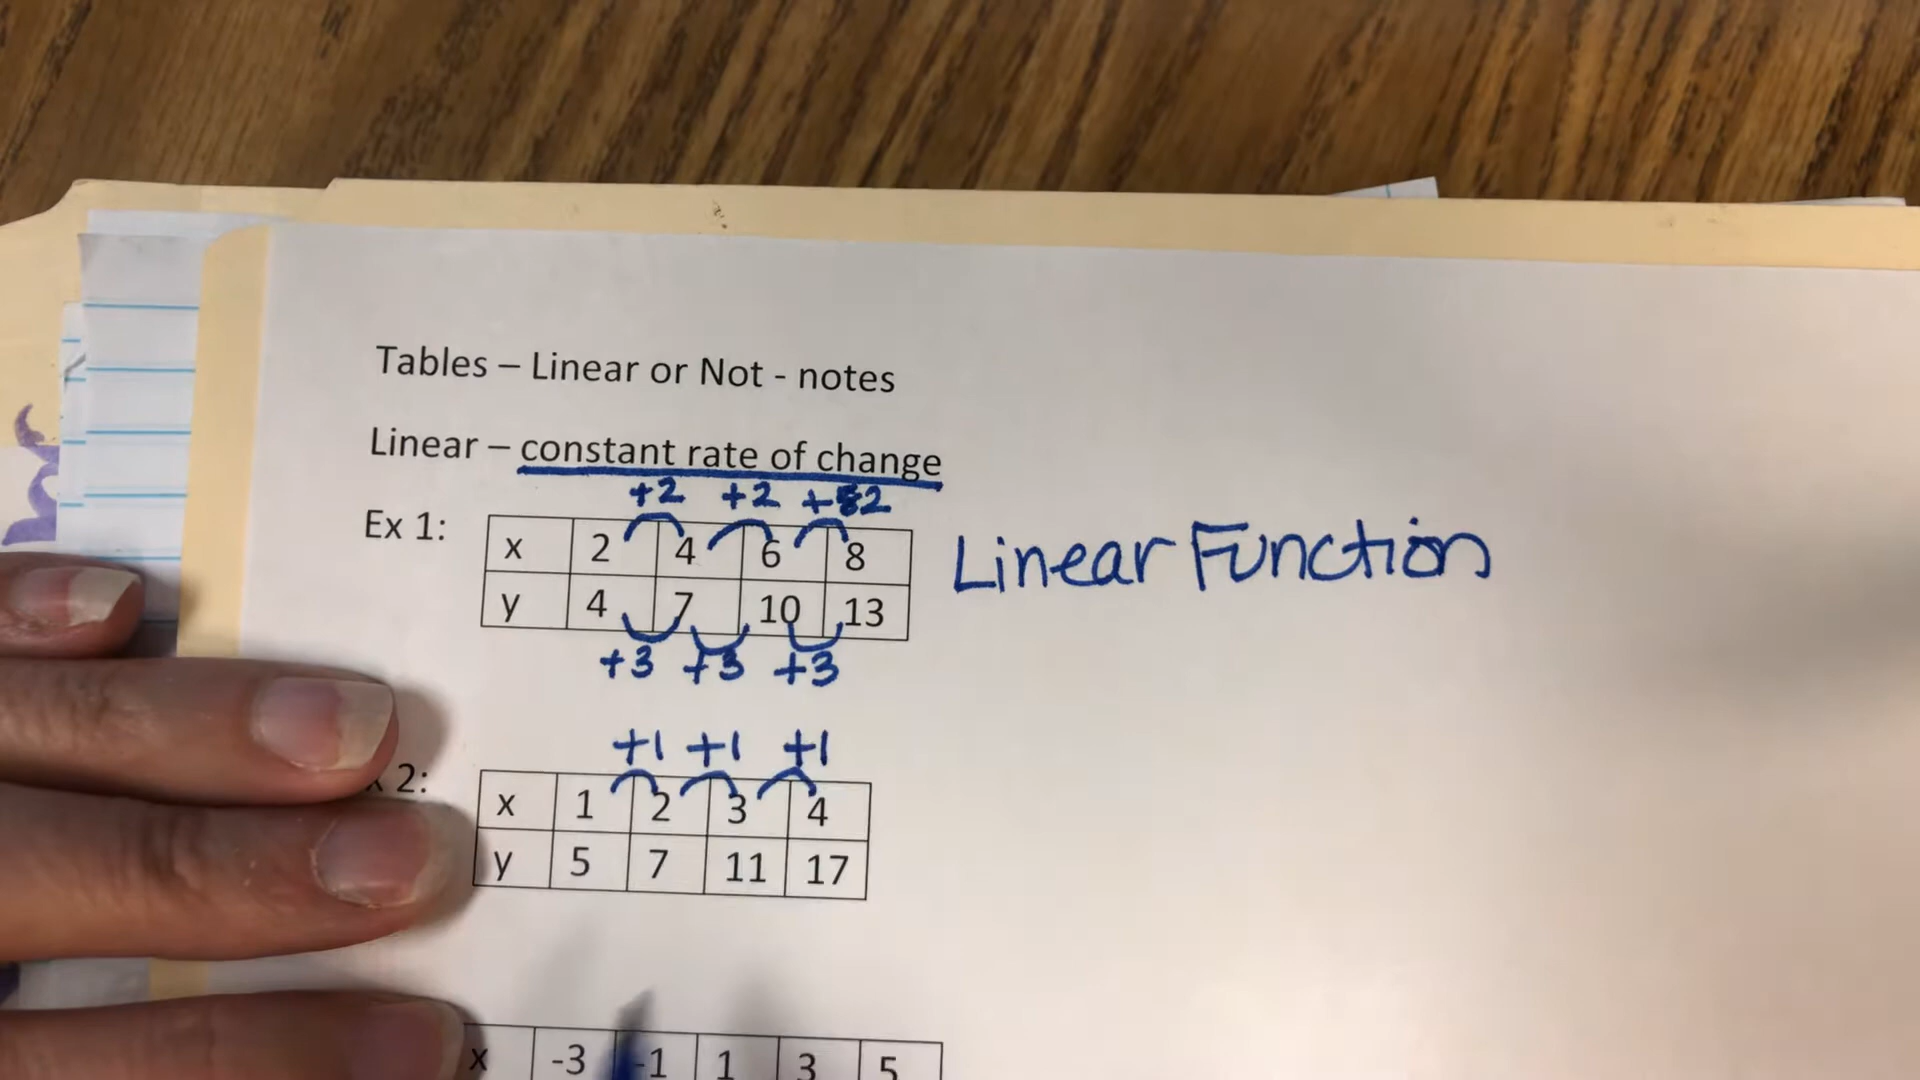 Tables – Linear or Not - notes
Linear – constant rate of change
+2 +2 +2
Ex 1:
x 2 4 6 8
Linear Function
y 4 7 10 13
+3 +3 +3
+1 +1 +1
2:
x 1 2 3 4
y 5 7 11 17
x -3 -1 1 3 5